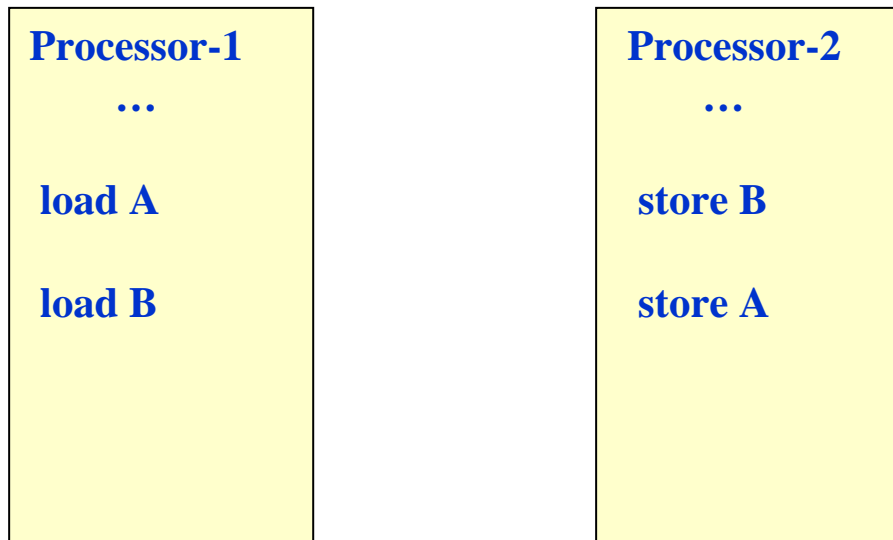 Processor-1
…
load A
load B
Processor-2
…
store B
store A